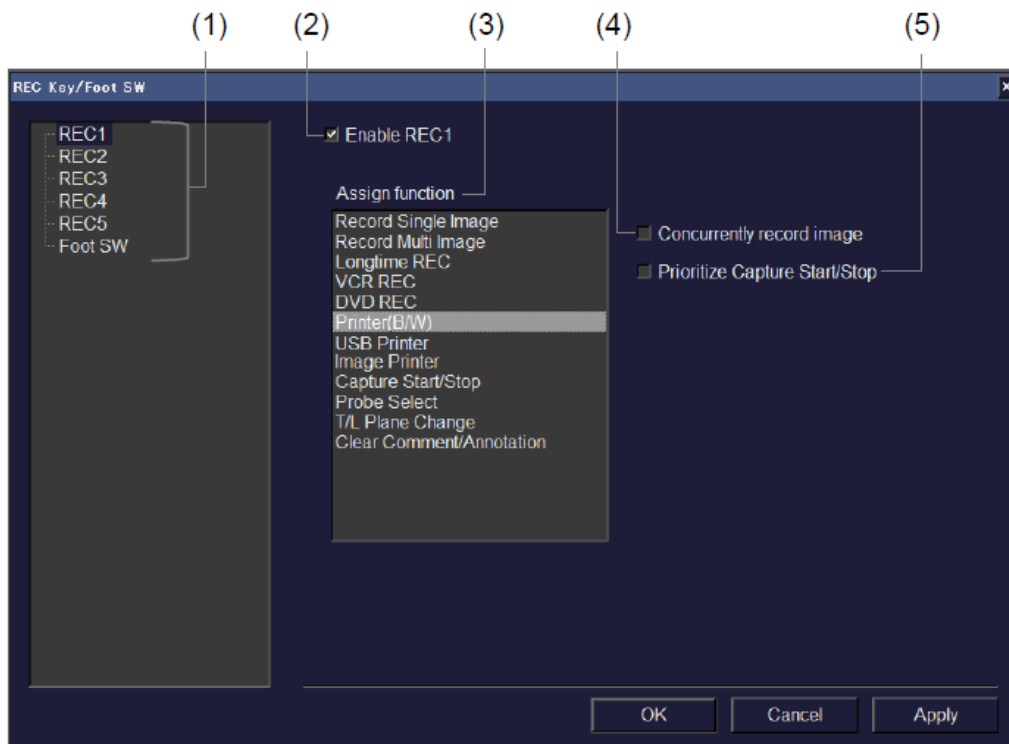 (1) (2) (3) (4) (5)
REC Key/Foot SW
REC1
REC2
REC3
REC4
REC5
Foot SW
Enable REC1
Assign function
Record Single Image
Record Multi Image
Longtime REC
VCR REC
DVD REC
Printer(B/W)
USB Printer
Image Printer
Capture Start/Stop
Probe Select
T/L Plane Change
Clear Comment/Annotation
Concurrently record image
Prioritize Capture Start/Stop
OK Cancel Apply